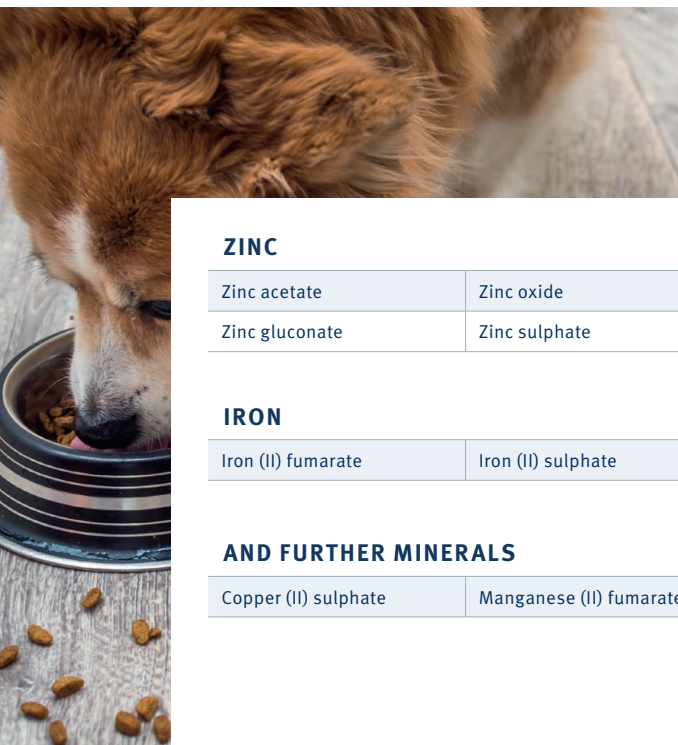 ZINC
Zinc acetate Zinc oxide
Zinc gluconate Zinc sulphate
IRON
Iron (II) fumarate Iron (II) sulphate
AND FURTHER MINERALS
Copper (II) sulphate Manganese (II) fumarate